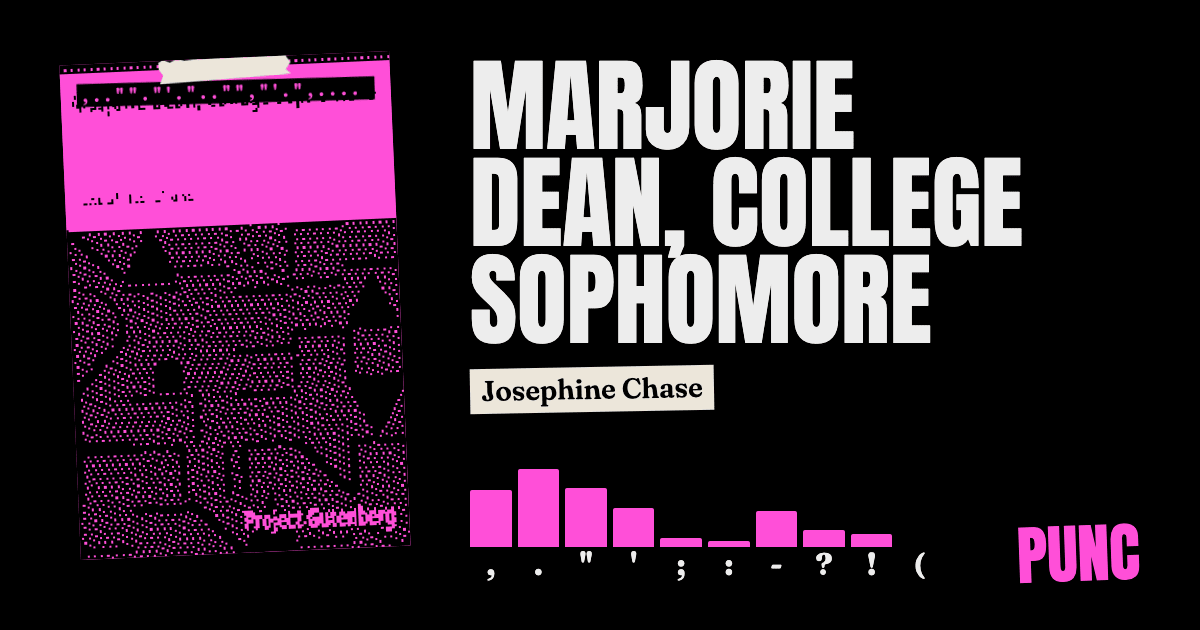 ,.."".."'."..."",."'.",....
MARJORIE
DEAN, COLLEGE
SOPHOMORE
Josephine Chase
Project Gutenberg
, . " ' ; : - ? ! (
PUNC